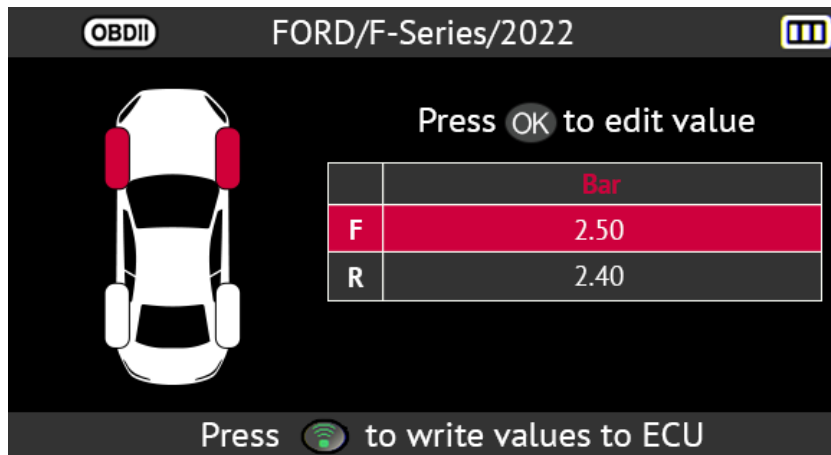 OBDII FORD/F-Series/2022
Press OK to edit value
Bar
F 2.50
R 2.40
Press to write values to ECU